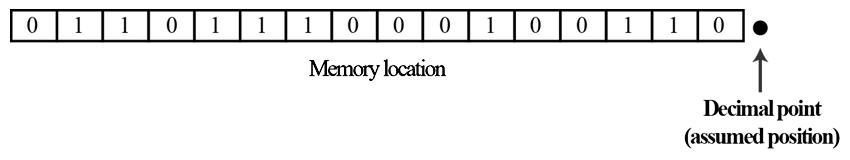 0 1 1 0 1 1 1 0 0 0 1 0 0 1 1 0
Memory location
Decimal point
(assumed position)